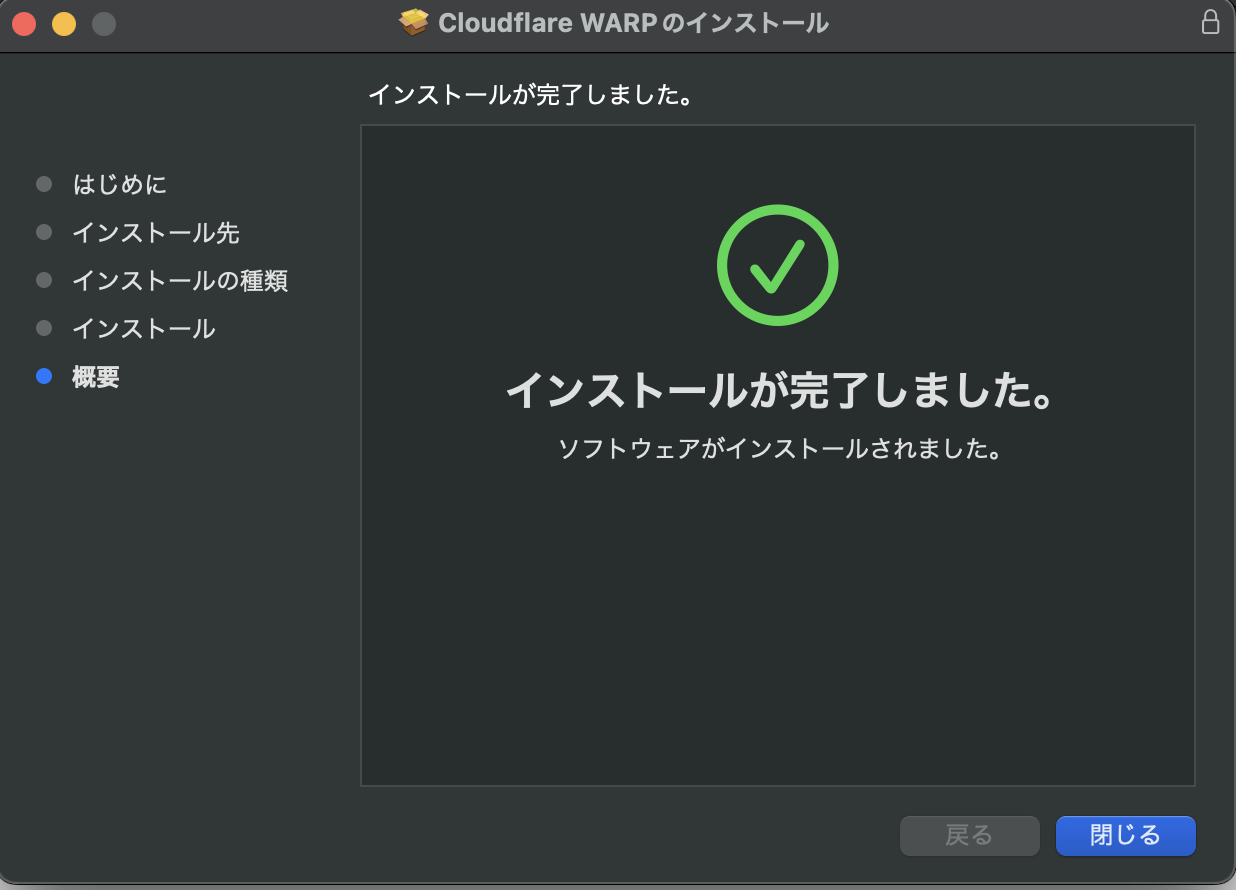 Cloudflare WARPのインストール
インストールが完了しました。
はじめに
インストール先
インストールの種類
インストール
概要
インストールが完了しました。
ソフトウェアがインストールされました。
戻る
閉じる